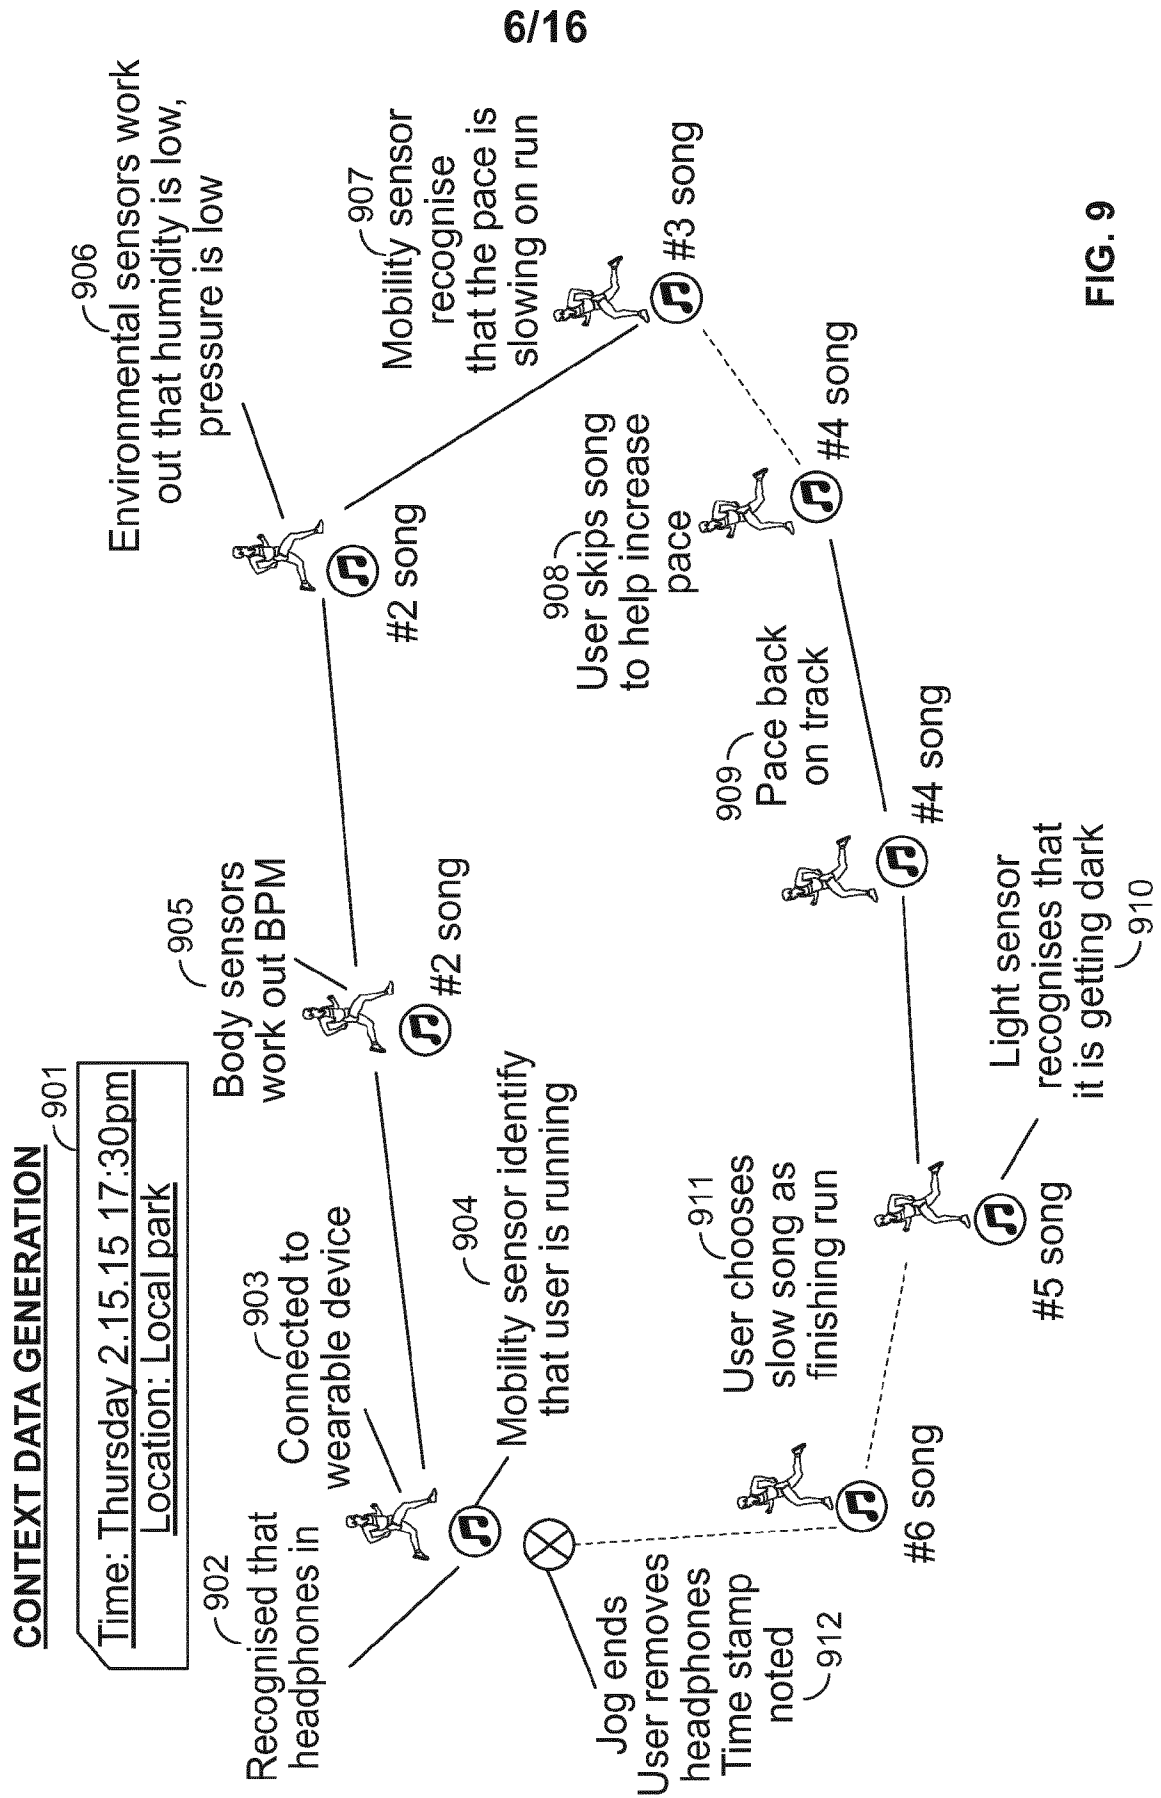 6/16
CONTEXT DATA GENERATION
901
Time: Thursday 2.15.15 17:30pm
Location: Local park
902
Recognised that
headphones in
903
Connected to
wearable device
904
Mobility sensor identify
that user is running
905
Body sensors
work out BPM
#2 song
906
Environmental sensors work
out that humidity is low,
pressure is low
#2 song
907
Mobility sensor
recognise
that the pace is
slowing on run
#3 song
908
User skips song
to help increase
pace
#4 song
909
Pace back
on track
#4 song
Light sensor
recognises that
it is getting dark
910
#5 song
911
User chooses
slow song as
finishing run
#6 song
Jog ends
User removes
headphones
Time stamp
noted
912
FIG. 9